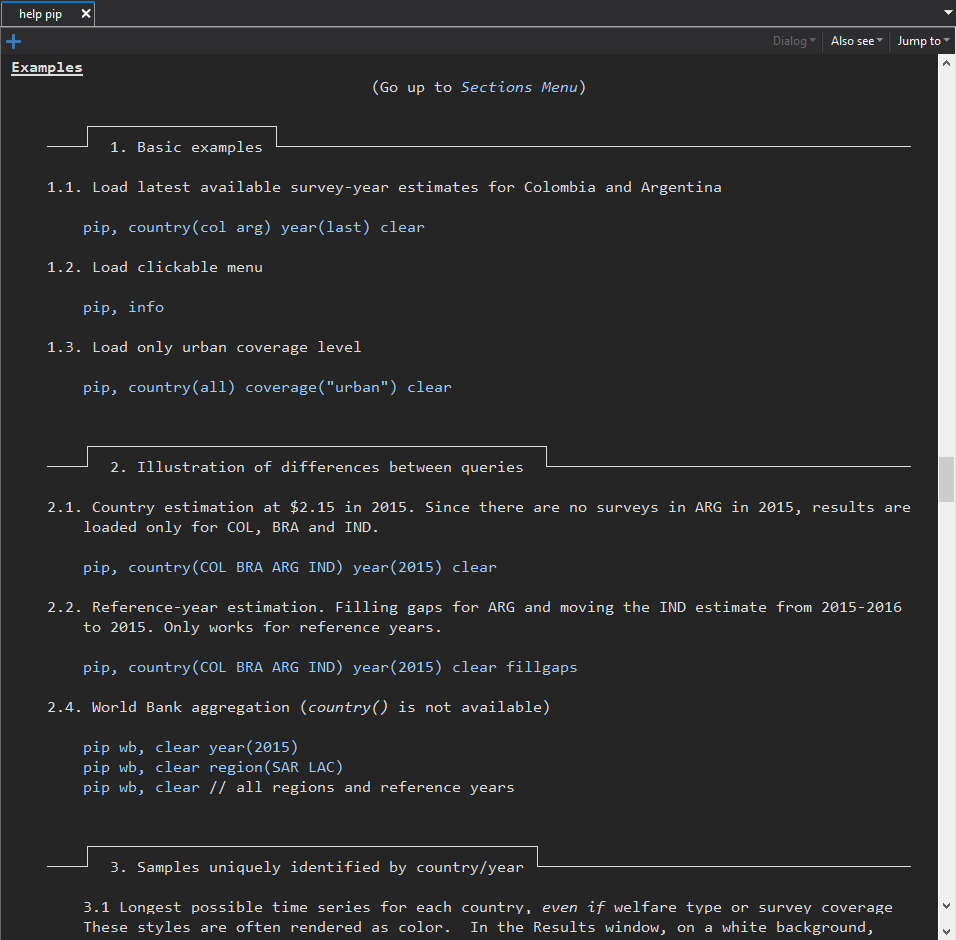 help pip
Dialog Also see Jump to
Examples
(Go up to Sections Menu)
1. Basic examples
1.1. Load latest available survey-year estimates for Colombia and Argentina
pip, country(col arg) year(last) clear
1.2. Load clickable menu
pip, info
1.3. Load only urban coverage level
pip, country(all) coverage("urban") clear
2. Illustration of differences between queries
2.1. Country estimation at $2.15 in 2015. Since there are no surveys in ARG in 2015, results are
loaded only for COL, BRA and IND.
pip, country(COL BRA ARG IND) year(2015) clear
2.2. Reference-year estimation. Filling gaps for ARG and moving the IND estimate from 2015-2016
to 2015. Only works for reference years.
pip, country(COL BRA ARG IND) year(2015) clear fillgaps
2.4. World Bank aggregation (country() is not available)
pip wb, clear year(2015)
pip wb, clear region(SAR LAC)
pip wb, clear // all regions and reference years
3. Samples uniquely identified by country/year
3.1 Longest possible time series for each country, even if welfare type or survey coverage
These styles are often rendered as color.  In the Results window, on a white background,